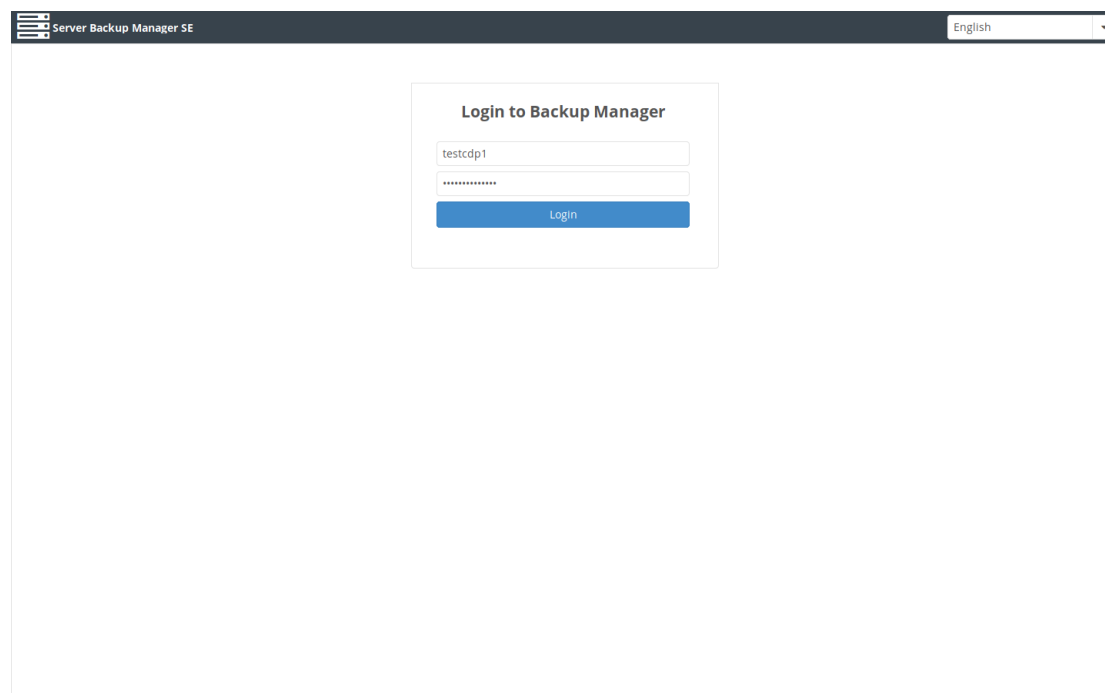 Server Backup Manager SE
English
Login to Backup Manager
testcdp1
••••••••••••••
Login